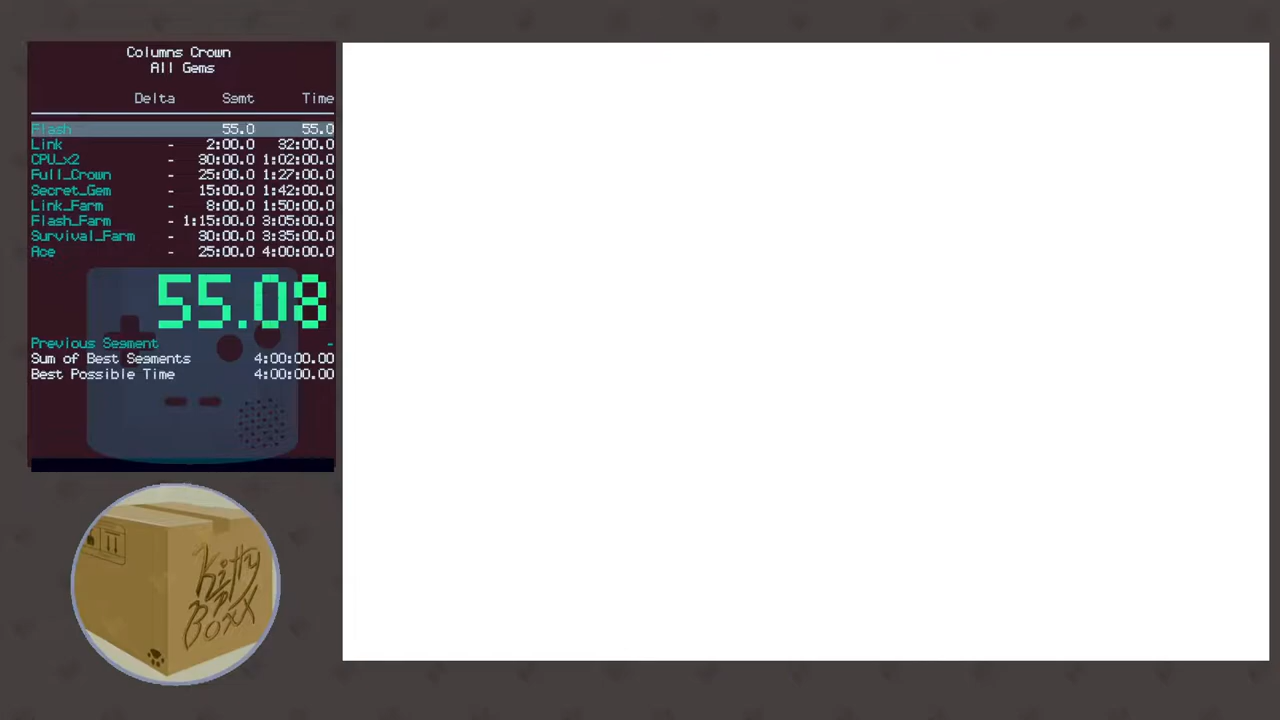 Columns Crown
All Gems
Delta Sgmt Time
Flash 55.0 55.0
Link - 2:00.0 32:00.0
CPU_x2 - 30:00.0 1:02:00.0
Full_Crown - 25:00.0 1:27:00.0
Secret_Gem - 15:00.0 1:42:00.0
Link_Farm - 8:00.0 1:50:00.0
Flash_Farm - 1:15:00.0 3:05:00.0
Survival_Farm - 30:00.0 3:35:00.0
Ace - 25:00.0 4:00:00.0
55.08
Previous Segment -
Sum of Best Segments 4:00:00.00
Best Possible Time 4:00:00.00
Kitty
BoxX